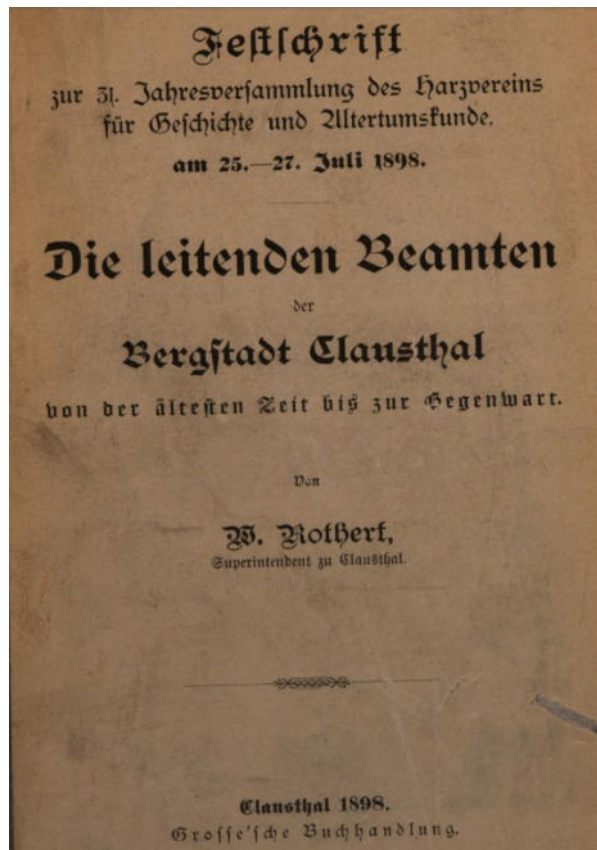 Festschrift
zur 31. Jahresversammlung des Harzvereins
für Geschichte und Altertumskunde.
am 25.—27. Juli 1898.
Die leitenden Beamten
der
Bergstadt Clausthal
von der ältesten Zeit bis zur Gegenwart.
Von
W. Rothert,
Superintendent zu Clausthal.
Clausthal 1898.
Grosse'sche Buchhandlung.